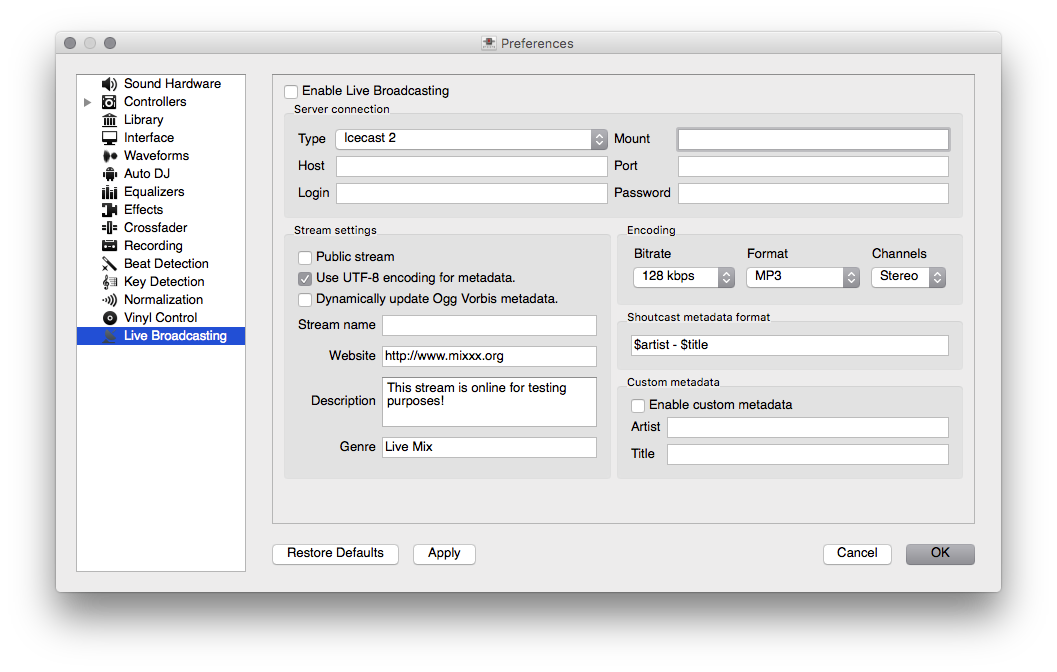 Preferences
Sound Hardware
Controllers
Library
Interface
Waveforms
Auto DJ
Equalizers
Effects
Crossfader
Recording
Beat Detection
Key Detection
Normalization
Vinyl Control
Live Broadcasting
Enable Live Broadcasting
Server connection
Type Icecast 2 Mount
Host Port
Login Password
Stream settings
Public stream
Use UTF-8 encoding for metadata.
Dynamically update Ogg Vorbis metadata.
Stream name
Website http://www.mixxx.org
Description This stream is online for testing
purposes!
Genre Live Mix
Encoding
Bitrate Format Channels
128 kbps MP3 Stereo
Shoutcast metadata format
$artist - $title
Custom metadata
Enable custom metadata
Artist
Title
Restore Defaults Apply Cancel OK